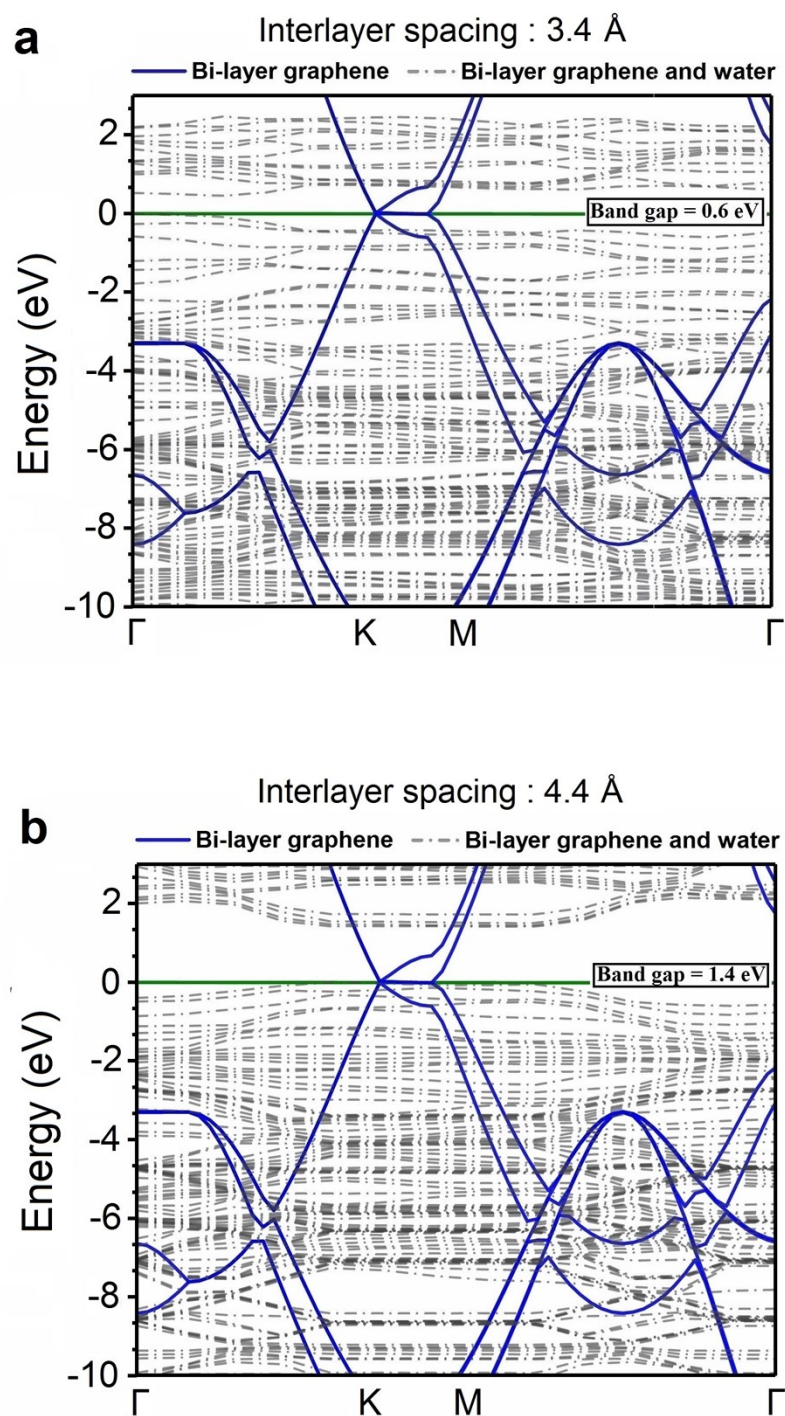 a
Interlayer spacing : 3.4 Å
Bi-layer graphene Bi-layer graphene and water
2
0
-2
-4
-6
-8
-10
Energy (eV)
Band gap = 0.6 eV
Γ K M Γ
b
Interlayer spacing : 4.4 Å
Bi-layer graphene Bi-layer graphene and water
2
0
-2
-4
-6
-8
-10
Energy (eV)
Band gap = 1.4 eV
Γ K M Γ